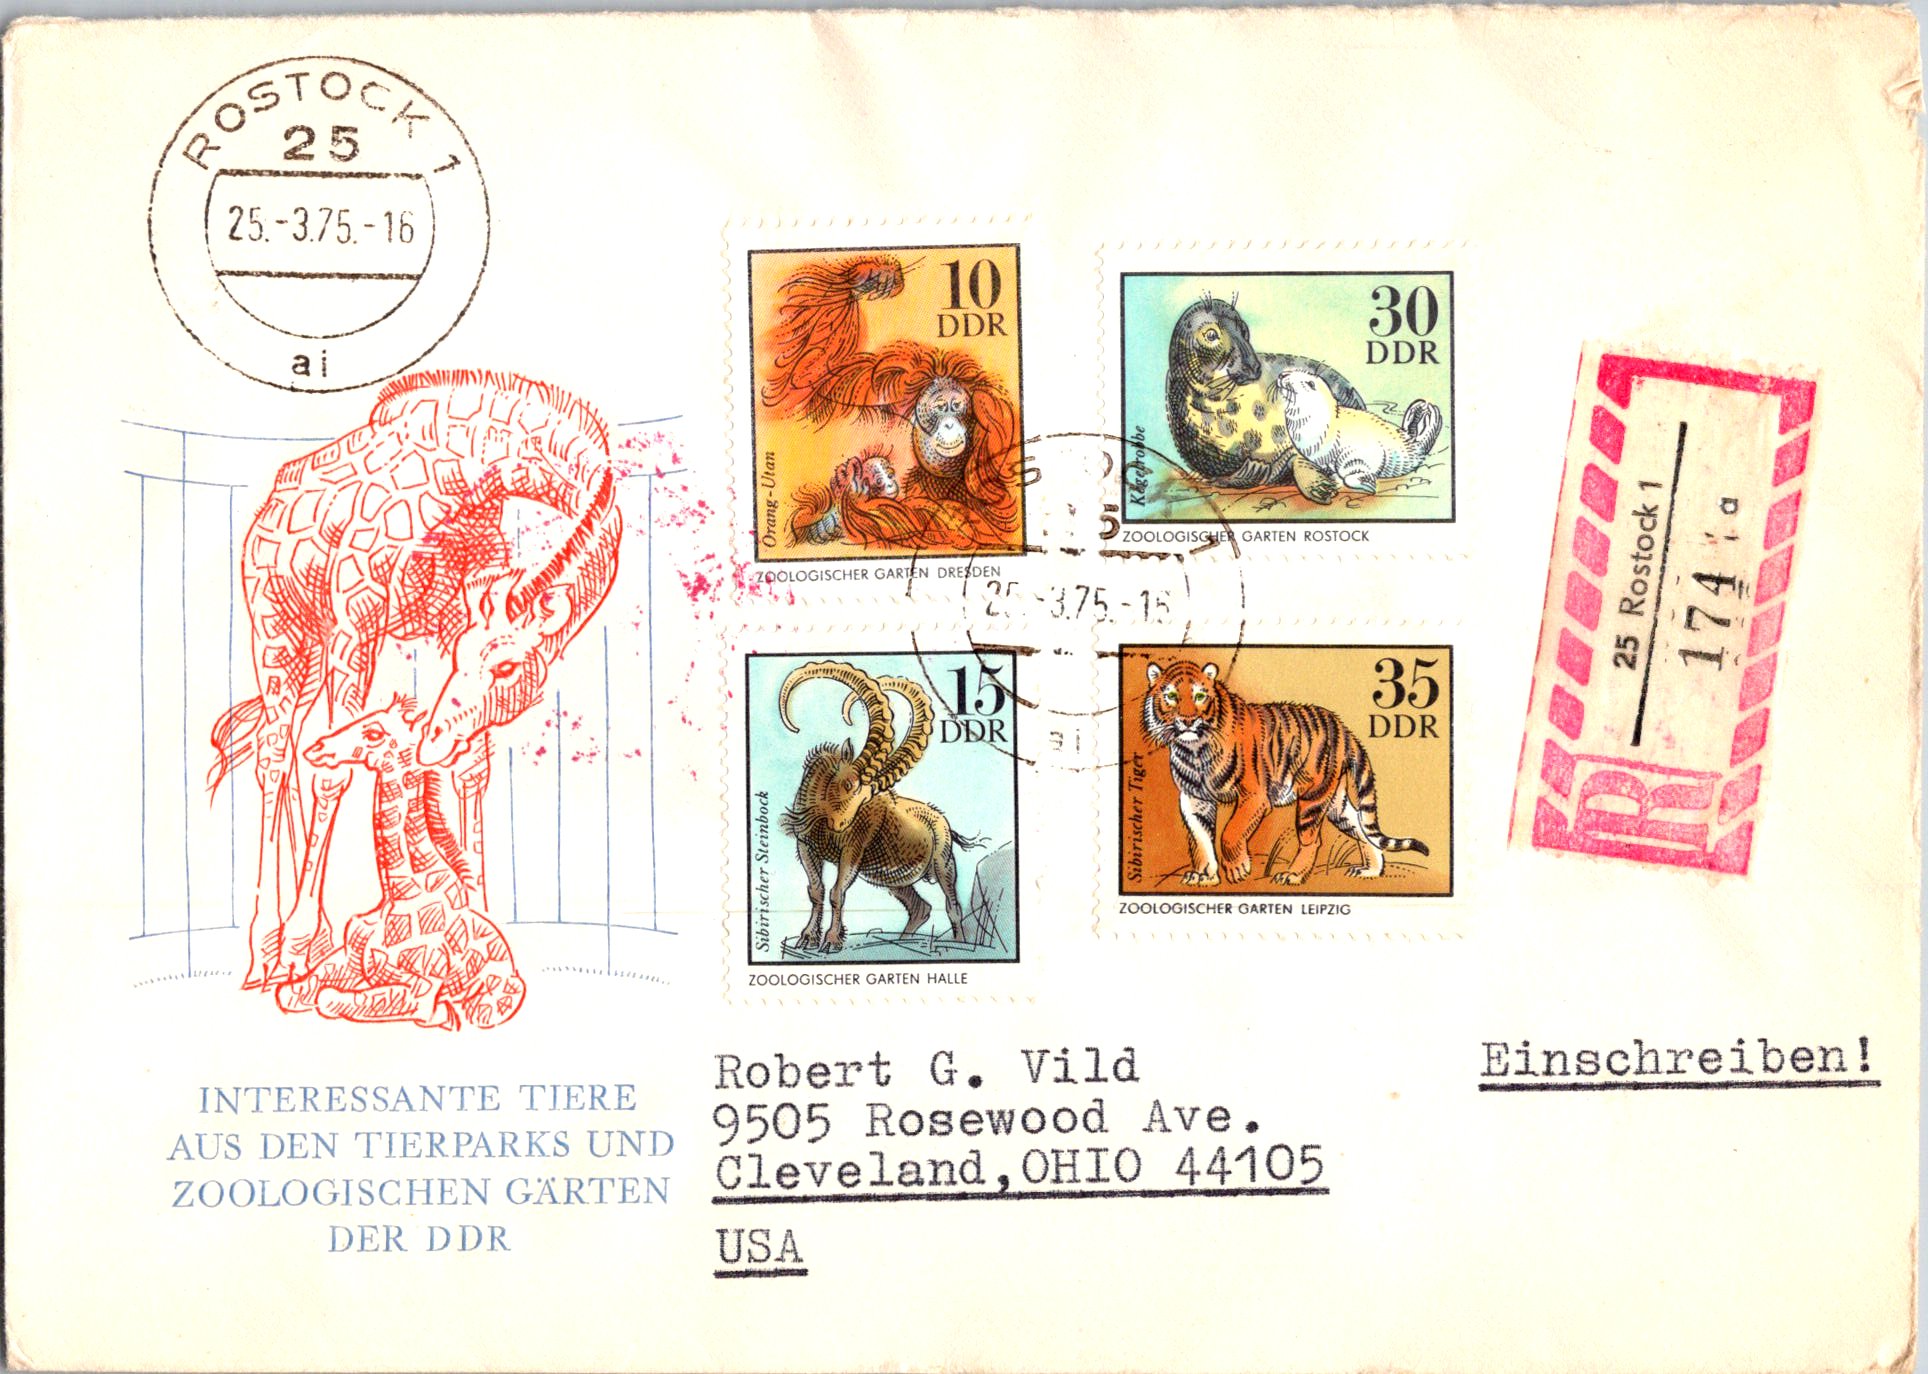 ROSTOCK 1
25
25.-3.75.-16
ai
10
DDR
Orang-Utan
ZOOLOGISCHER GARTEN DRESDEN
30
DDR
Kegelrobbe
ZOOLOGISCHER GARTEN ROSTOCK
25.-3.75.-16
ai
15
DDR
Sibirischer Steinbock
ZOOLOGISCHER GARTEN HALLE
35
DDR
Sibirischer Tiger
ZOOLOGISCHER GARTEN LEIPZIG
R
25 Rostock 1
174
a
INTERESSANTE TIERE
AUS DEN TIERPARKS UND
ZOOLOGISCHEN GÄRTEN
DER DDR
Robert G. Vild
9505 Rosewood Ave.
Cleveland,OHIO 44105
USA
Einschreiben!